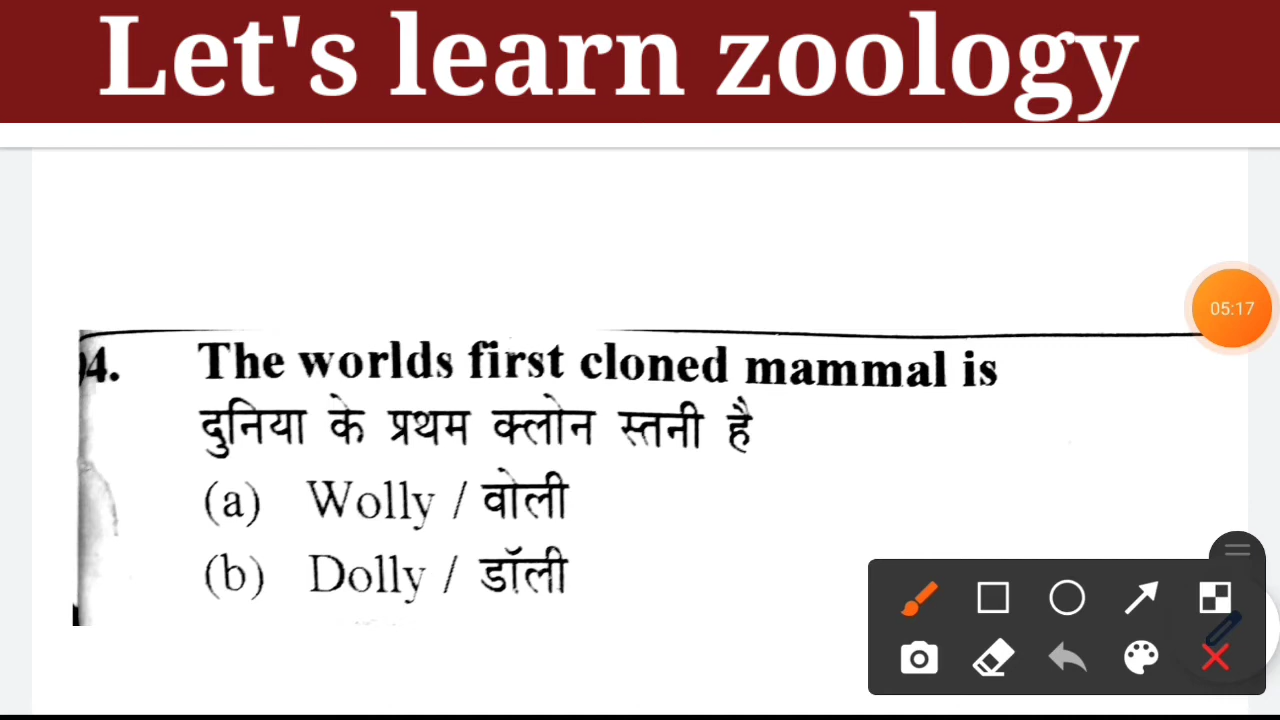 Let's learn zoology
05:17
4. The worlds first cloned mammal is
दुनिया के प्रथम क्लोन स्तनी है
(a) Wolly / वोली
(b) Dolly / डॉली